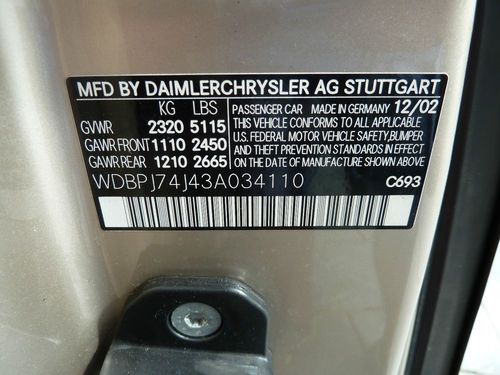 MFD BY DAIMLERCHRYSLER AG STUTTGART
KG LBS
GVWR 2320 5115
GAWR FRONT 1110 2450
GAWR REAR 1210 2665
PASSENGER CAR MADE IN GERMANY 12/02
THIS VEHICLE CONFORMS TO ALL APPLICABLE
U.S. FEDERAL MOTOR VEHICLE SAFETY, BUMPER
AND THEFT PREVENTION STANDARDS IN EFFECT
ON THE DATE OF MANUFACTURE SHOWN ABOVE.
WDBPJ74J43A034110
C693